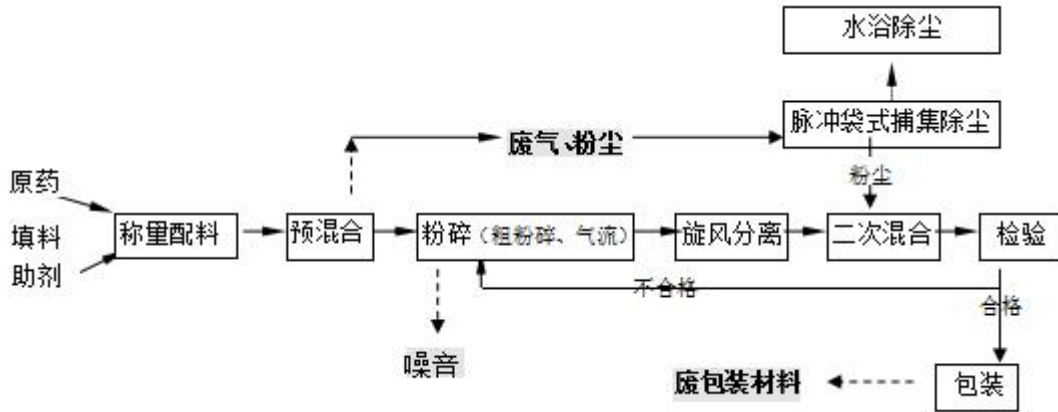 水浴除尘
脉冲袋式捕集除尘
废气、粉尘
粉尘
原药
填料
助剂
称量配料
预混合
粉碎（粗粉碎、气流）
旋风分离
二次混合
检验
不合格
合格
噪音
废包装材料
包装